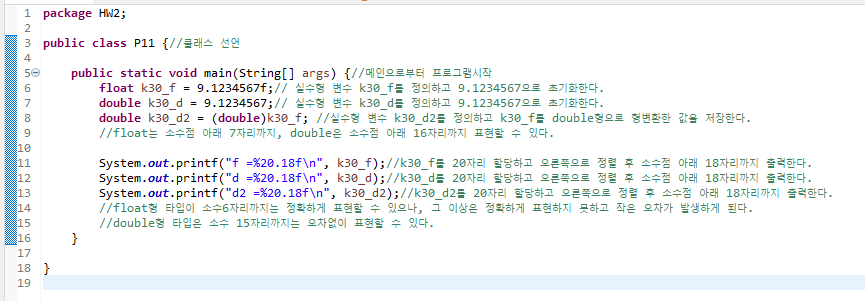 1 package HW2;
2
3 public class P11 {//클래스 선언
4
5 public static void main(String[] args) {//메인으로부터 프로그램시작
6 float k30_f = 9.1234567f;// 실수형 변수 k30_f를 정의하고 9.1234567으로 초기화한다.
7 double k30_d = 9.1234567;// 실수형 변수 k30_d를 정의하고 9.1234567으로 초기화한다.
8 double k30_d2 = (double)k30_f; //실수형 변수 k30_d2를 정의하고 k30_f를 double형으로 형변환한 값을 저장한다.
9 //float는 소수점 아래 7자리까지, double은 소수점 아래 16자리까지 표현할 수 있다.
10
11 System.out.printf("f =%20.18f\n", k30_f);//k30_f를 20자리 할당하고 오른쪽으로 정렬 후 소수점 아래 18자리까지 출력한다.
12 System.out.printf("d =%20.18f\n", k30_d);//k30_d를 20자리 할당하고 오른쪽으로 정렬 후 소수점 아래 18자리까지 출력한다.
13 System.out.printf("d2 =%20.18f\n", k30_d2);//k30_d2를 20자리 할당하고 오른쪽으로 정렬 후 소수점 아래 18자리까지 출력한다.
14 //float형 타입이 소수6자리까지는 정확하게 표현할 수 있으나, 그 이상은 정확하게 표현하지 못하고 작은 오차가 발생하게 된다.
15 //double형 타입은 소수 15자리까지는 오차없이 표현할 수 있다.
16 }
17
18 }
19